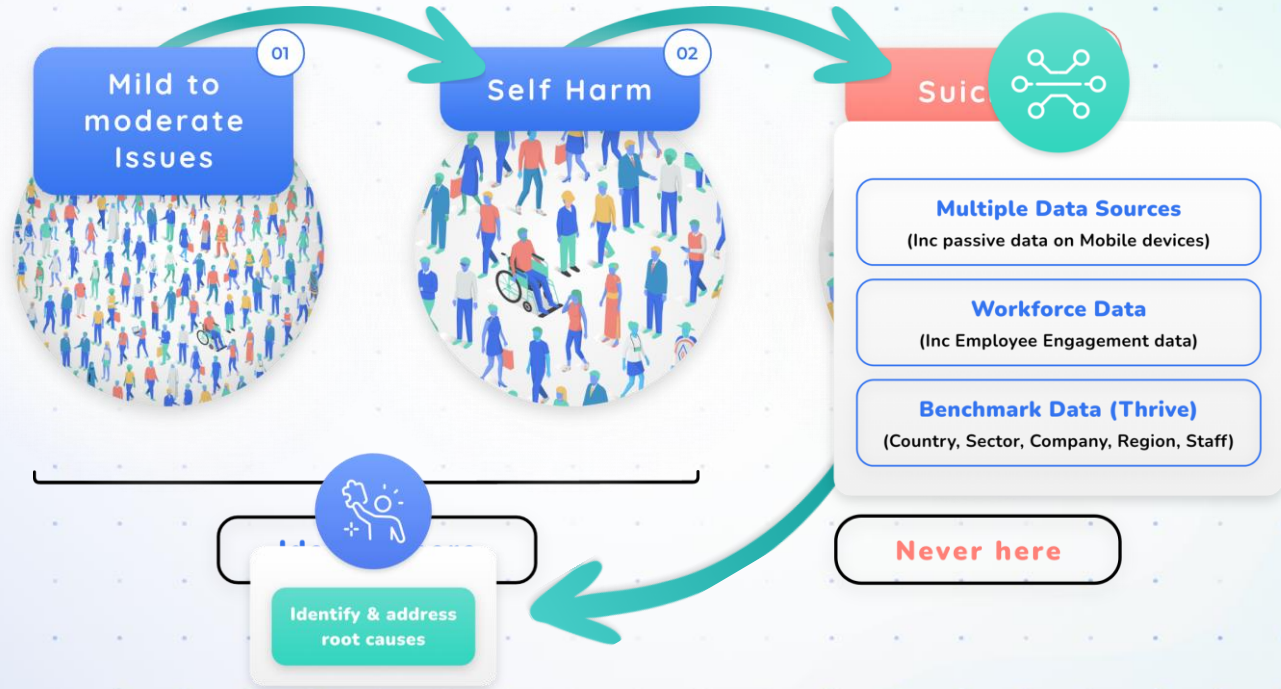 01
Mild to
moderate
Issues
02
Self Harm
Multiple Data Sources
(Inc passive data on Mobile devices)
Workforce Data
(Inc Employee Engagement data)
Benchmark Data (Thrive)
(Country, Sector, Company, Region, Staff)
Never here
Identify & address
root causes